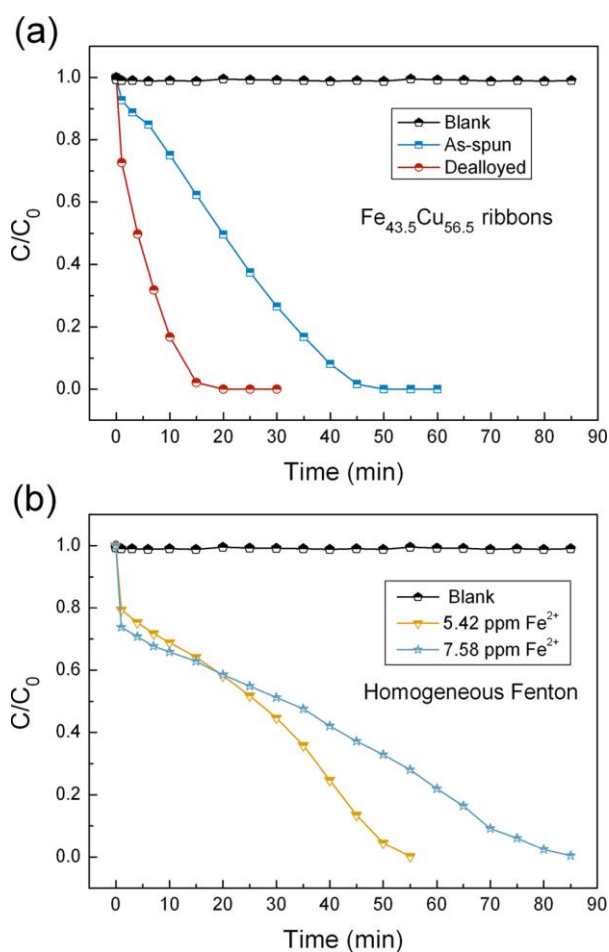 (a)
1.0
0.8
0.6
0.4
0.2
0.0
C/C₀
Blank
As-spun
Dealloyed
Fe₄₃.₅Cu₅₆.₅ ribbons
0 10 20 30 40 50 60 70 80 90
Time (min)
(b)
1.0
0.8
0.6
0.4
0.2
0.0
C/C₀
Blank
5.42 ppm Fe²⁺
7.58 ppm Fe²⁺
Homogeneous Fenton
0 10 20 30 40 50 60 70 80 90
Time (min)